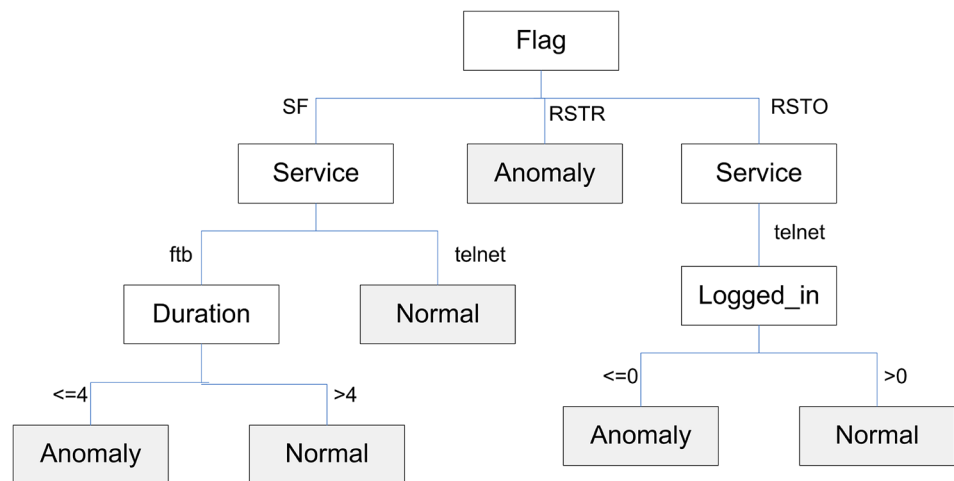 Flag
SF
RSTR
RSTO
Service
Anomaly
Service
ftb
telnet
telnet
Duration
Normal
Logged_in
<=4
>4
<=0
>0
Anomaly
Normal
Anomaly
Normal